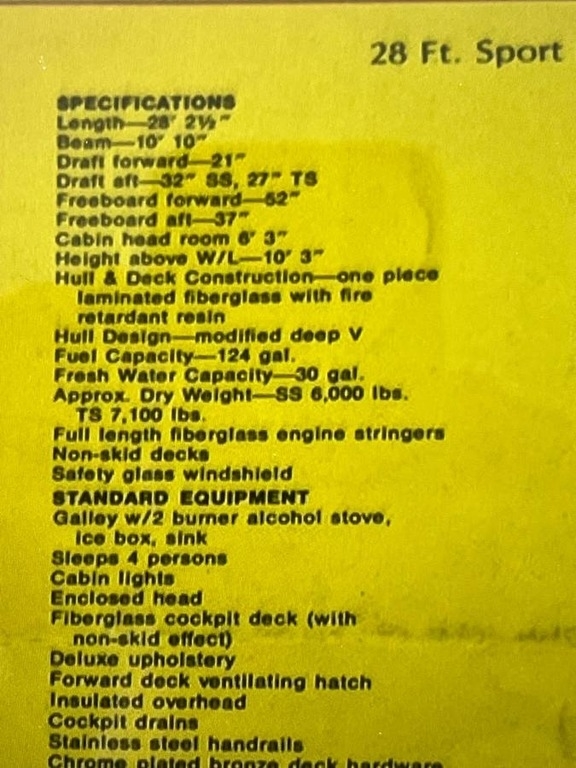 28 Ft. Sport
SPECIFICATIONS
Length—28' 2½"
Beam—10' 10"
Draft forward—21"
Draft aft—32" SS, 27" TS
Freeboard forward—52"
Freeboard aft—37"
Cabin head room 6' 3"
Height above W/L—10' 3"
Hull & Deck Construction—one piece
laminated fiberglass with fire
retardant resin
Hull Design—modified deep V
Fuel Capacity—124 gal.
Fresh Water Capacity—30 gal.
Approx. Dry Weight—SS 6,000 lbs.
TS 7,100 lbs.
Full length fiberglass engine stringers
Non-skid decks
Safety glass windshield
STANDARD EQUIPMENT
Galley w/2 burner alcohol stove,
ice box, sink
Sleeps 4 persons
Cabin lights
Enclosed head
Fiberglass cockpit deck (with
non-skid effect)
Deluxe upholstery
Forward deck ventilating hatch
Insulated overhead
Cockpit drains
Stainless steel handrails
Chrome plated bronze deck hardware